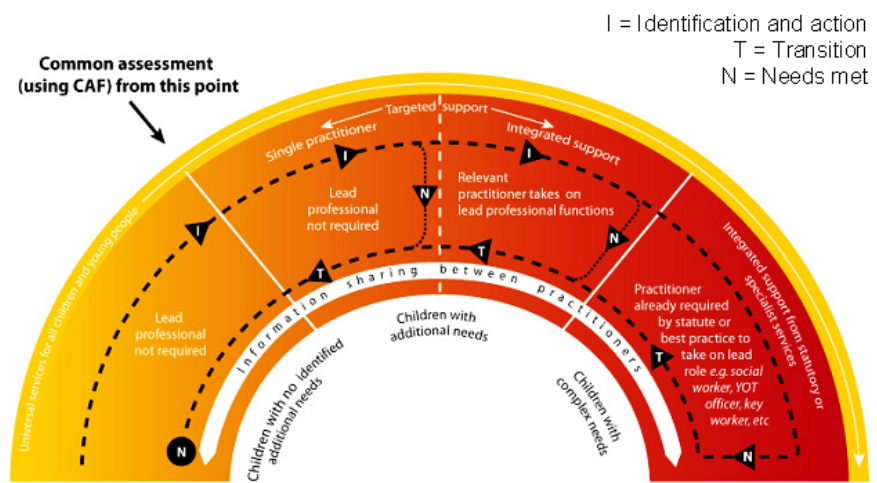 I = Identification and action
T = Transition
N = Needs met
Common assessment
(using CAF) from this point
Targeted support
Single practitioner
Integrated support
Universal services for all children and young people
Integrated support from statutory or
specialist services
I
I
I
Lead
professional
not required
Lead
professional
not required
N
Relevant
practitioner takes on
lead professional functions
N
T
T
T
Practitioner
already required
by statute or
best practice to
take on lead
role e.g. social
worker, YOT
officer, key
worker, etc
N
N
Information sharing between practitioners
Children with no identified
additional needs
Children with
additional needs
Children with
complex needs